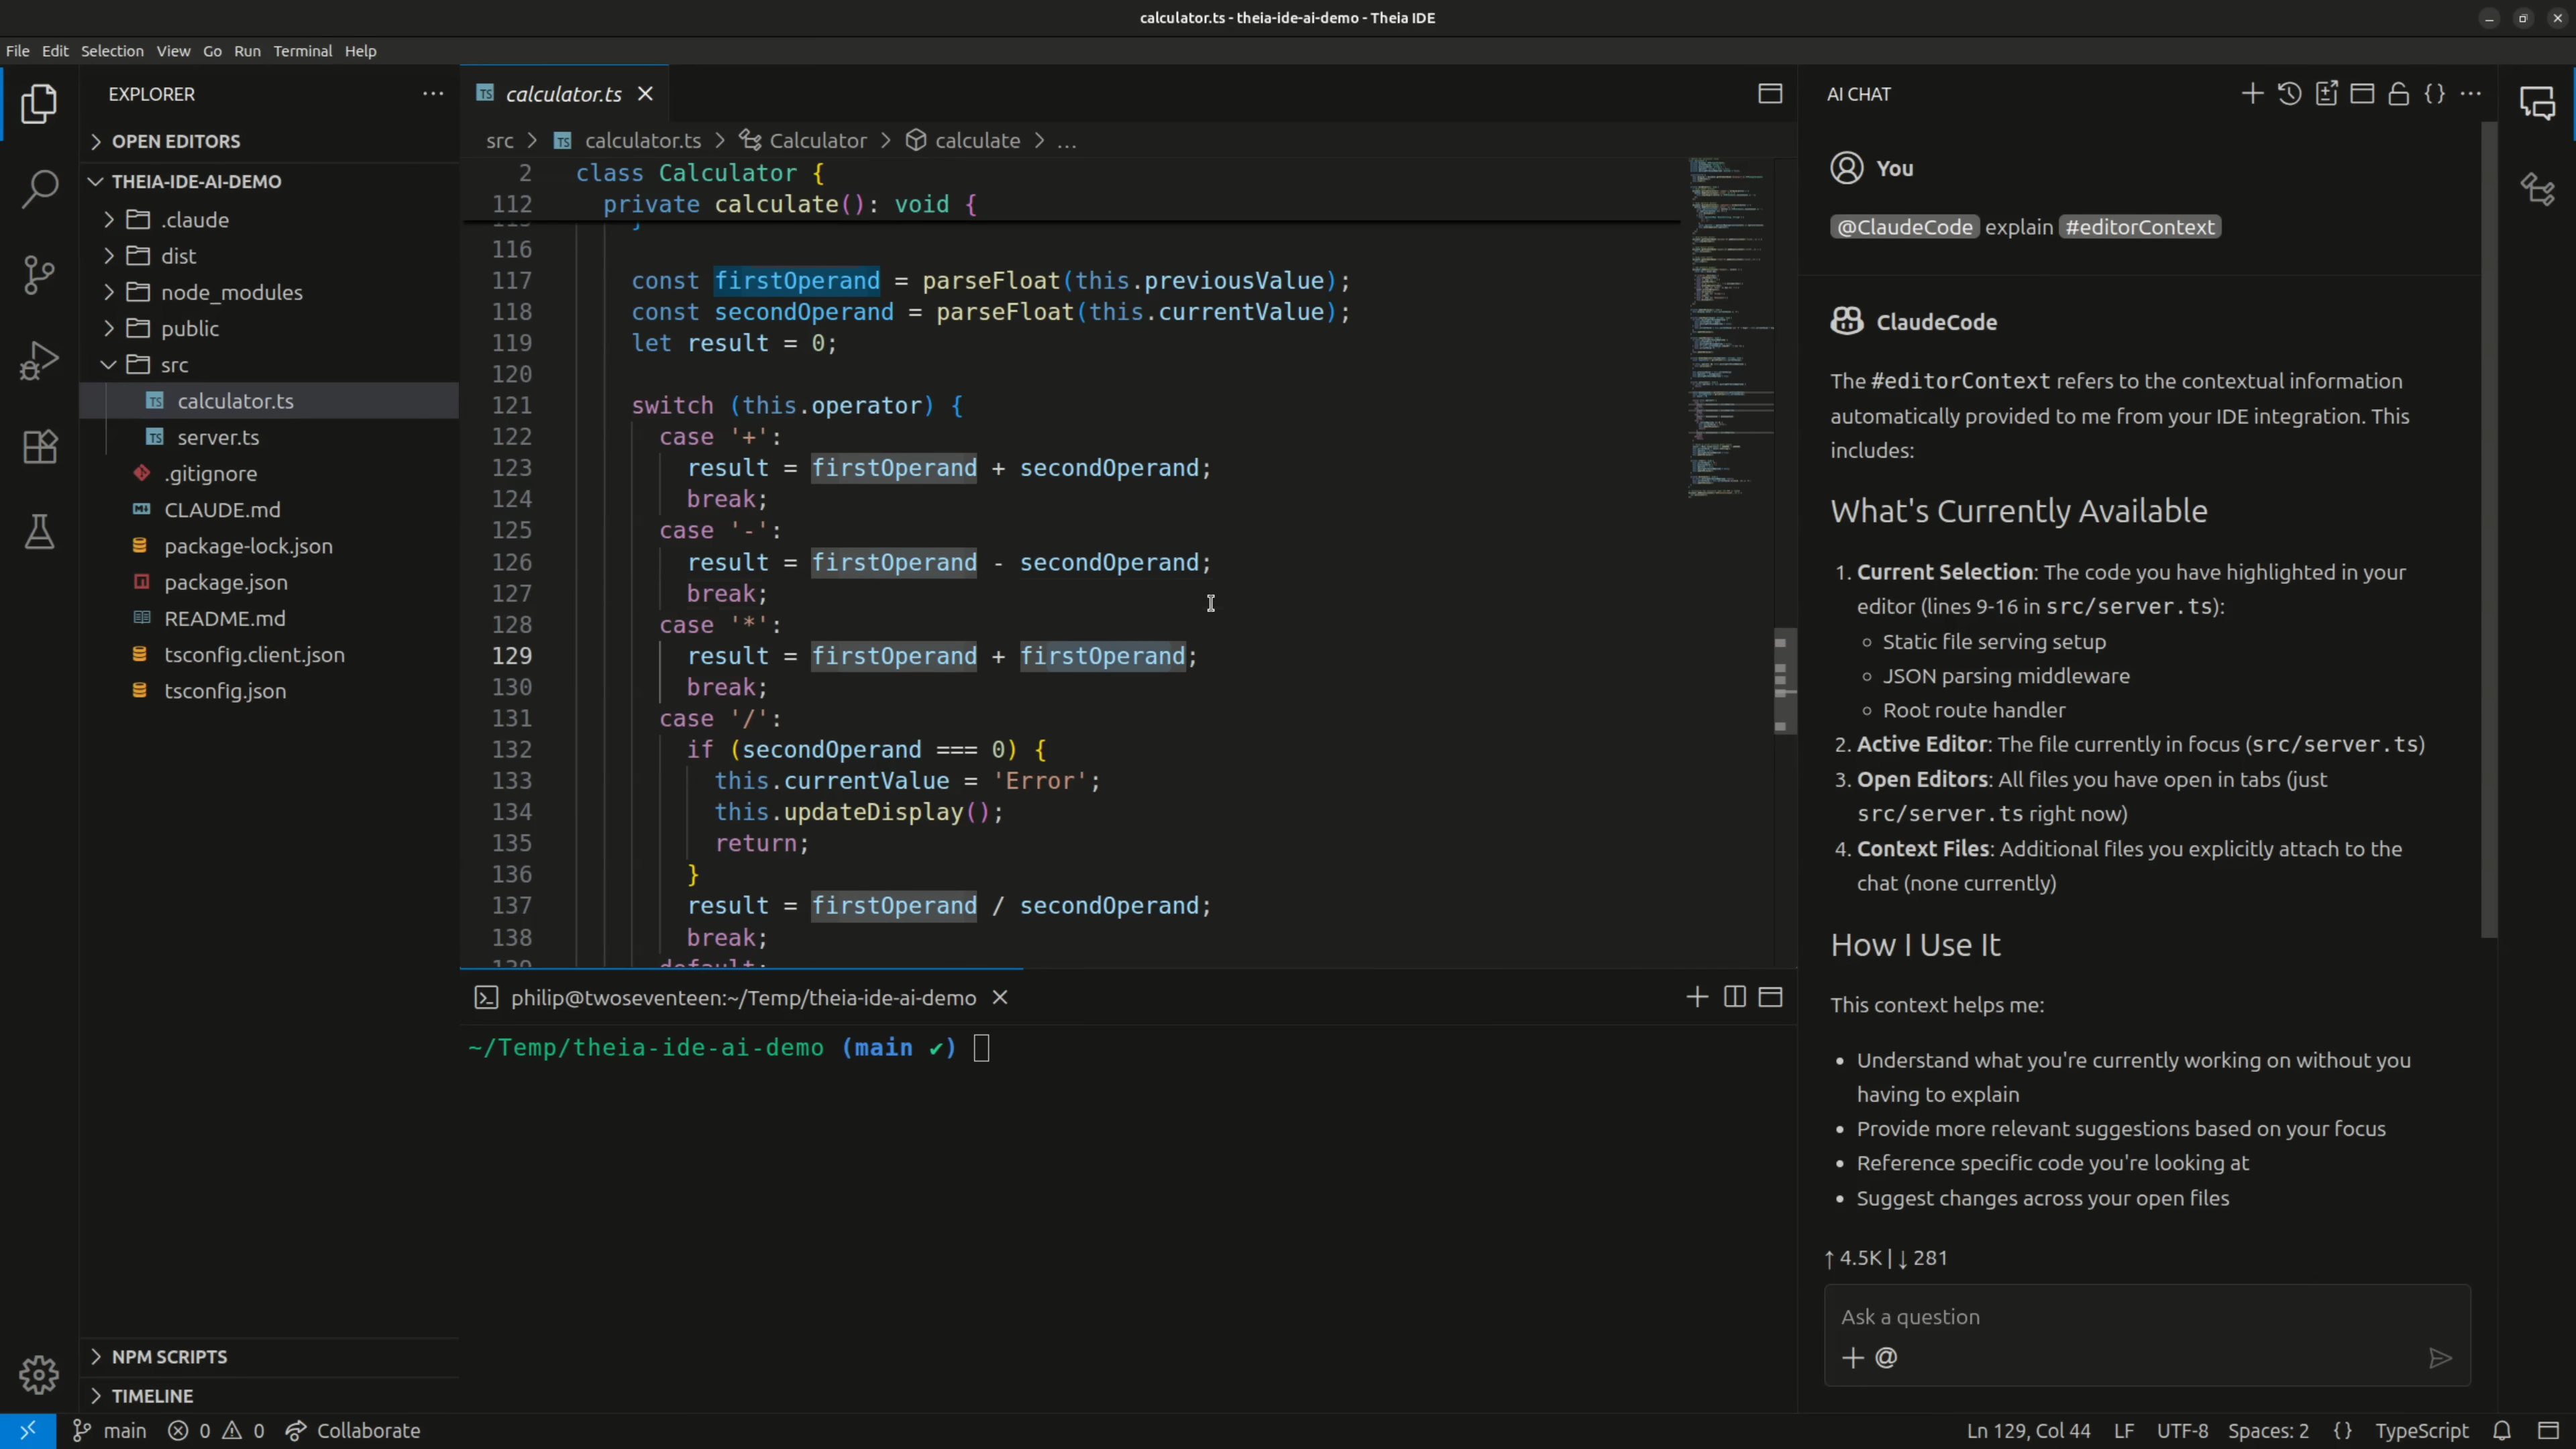 calculator.ts - theia-ide-ai-demo - Theia IDE
File Edit Selection View Go Run Terminal Help
EXPLORER
OPEN EDITORS
THEIA-IDE-AI-DEMO
.claude
dist
node_modules
public
src
TS calculator.ts
TS server.ts
.gitignore
CLAUDE.md
package-lock.json
package.json
README.md
tsconfig.client.json
tsconfig.json
NPM SCRIPTS
TIMELINE
TS calculator.ts
src > TS calculator.ts > Calculator > calculate > ...
2 class Calculator {
112 private calculate(): void {
115 }
116
117 const firstOperand = parseFloat(this.previousValue);
118 const secondOperand = parseFloat(this.currentValue);
119 let result = 0;
120
121 switch (this.operator) {
122 case '+':
123 result = firstOperand + secondOperand;
124 break;
125 case '-':
126 result = firstOperand - secondOperand;
127 break;
128 case '*':
129 result = firstOperand + firstOperand;
130 break;
131 case '/':
132 if (secondOperand === 0) {
133 this.currentValue = 'Error';
134 this.updateDisplay();
135 return;
136 }
137 result = firstOperand / secondOperand;
138 break;
139 default:
philip@twoseventeen:~/Temp/theia-ide-ai-demo
~/Temp/theia-ide-ai-demo (main ✔)
AI CHAT
You
@ClaudeCode explain #editorContext
ClaudeCode
The #editorContext refers to the contextual information
automatically provided to me from your IDE integration. This
includes:
What's Currently Available
1. Current Selection: The code you have highlighted in your
editor (lines 9-16 in src/server.ts):
Static file serving setup
JSON parsing middleware
Root route handler
2. Active Editor: The file currently in focus (src/server.ts)
3. Open Editors: All files you have open in tabs (just
src/server.ts right now)
4. Context Files: Additional files you explicitly attach to the
chat (none currently)
How I Use It
This context helps me:
Understand what you're currently working on without you
having to explain
Provide more relevant suggestions based on your focus
Reference specific code you're looking at
Suggest changes across your open files
↑ 4.5K | ↓ 281
Ask a question
@
main 0 0 Collaborate
Ln 129, Col 44 LF UTF-8 Spaces: 2 {} TypeScript